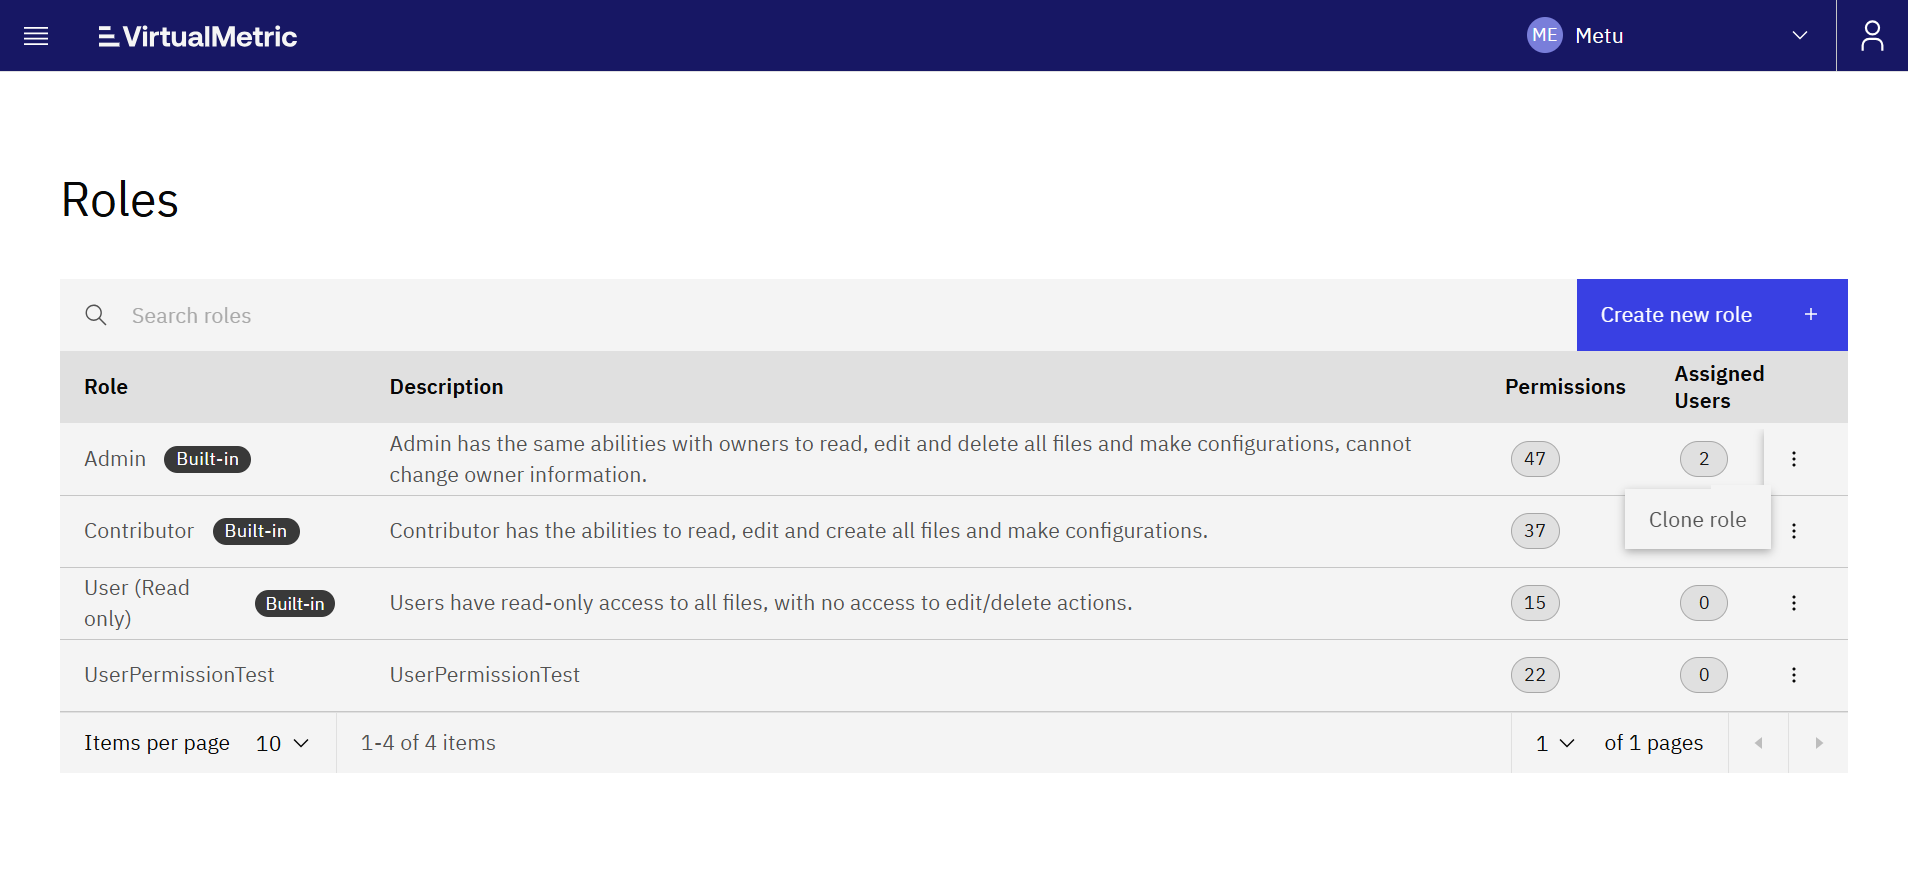 VirtualMetric
ME Metu
Roles
Search roles
Create new role +
Role Description Permissions Assigned
Users
Admin Built-in Admin has the same abilities with owners to read, edit and delete all files and make configurations, cannot
change owner information. 47 2
Clone role
Contributor Built-in Contributor has the abilities to read, edit and create all files and make configurations. 37
User (Read
only) Built-in Users have read-only access to all files, with no access to edit/delete actions. 15 0
UserPermissionTest UserPermissionTest 22 0
Items per page 10 1-4 of 4 items 1 of 1 pages